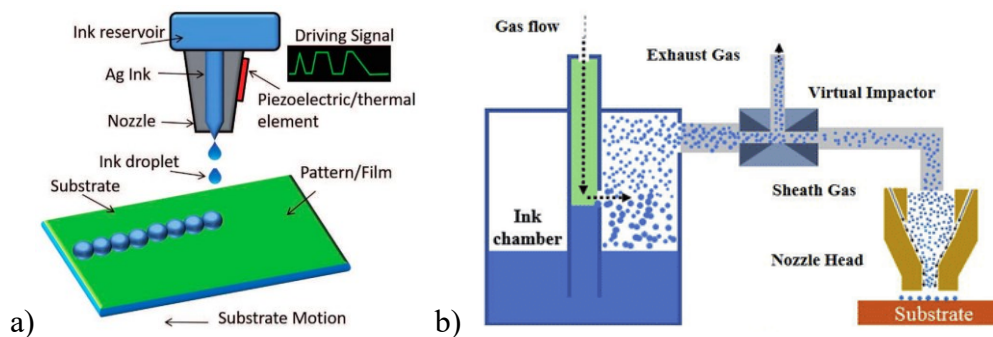 Ink reservoir
Driving Signal
Ag Ink
Piezoelectric/thermal
element
Nozzle
Ink droplet
Substrate
Pattern/Film
Substrate Motion
a)
Gas flow
Exhaust Gas
Virtual Impactor
Sheath Gas
Ink
chamber
Nozzle Head
Substrate
b)